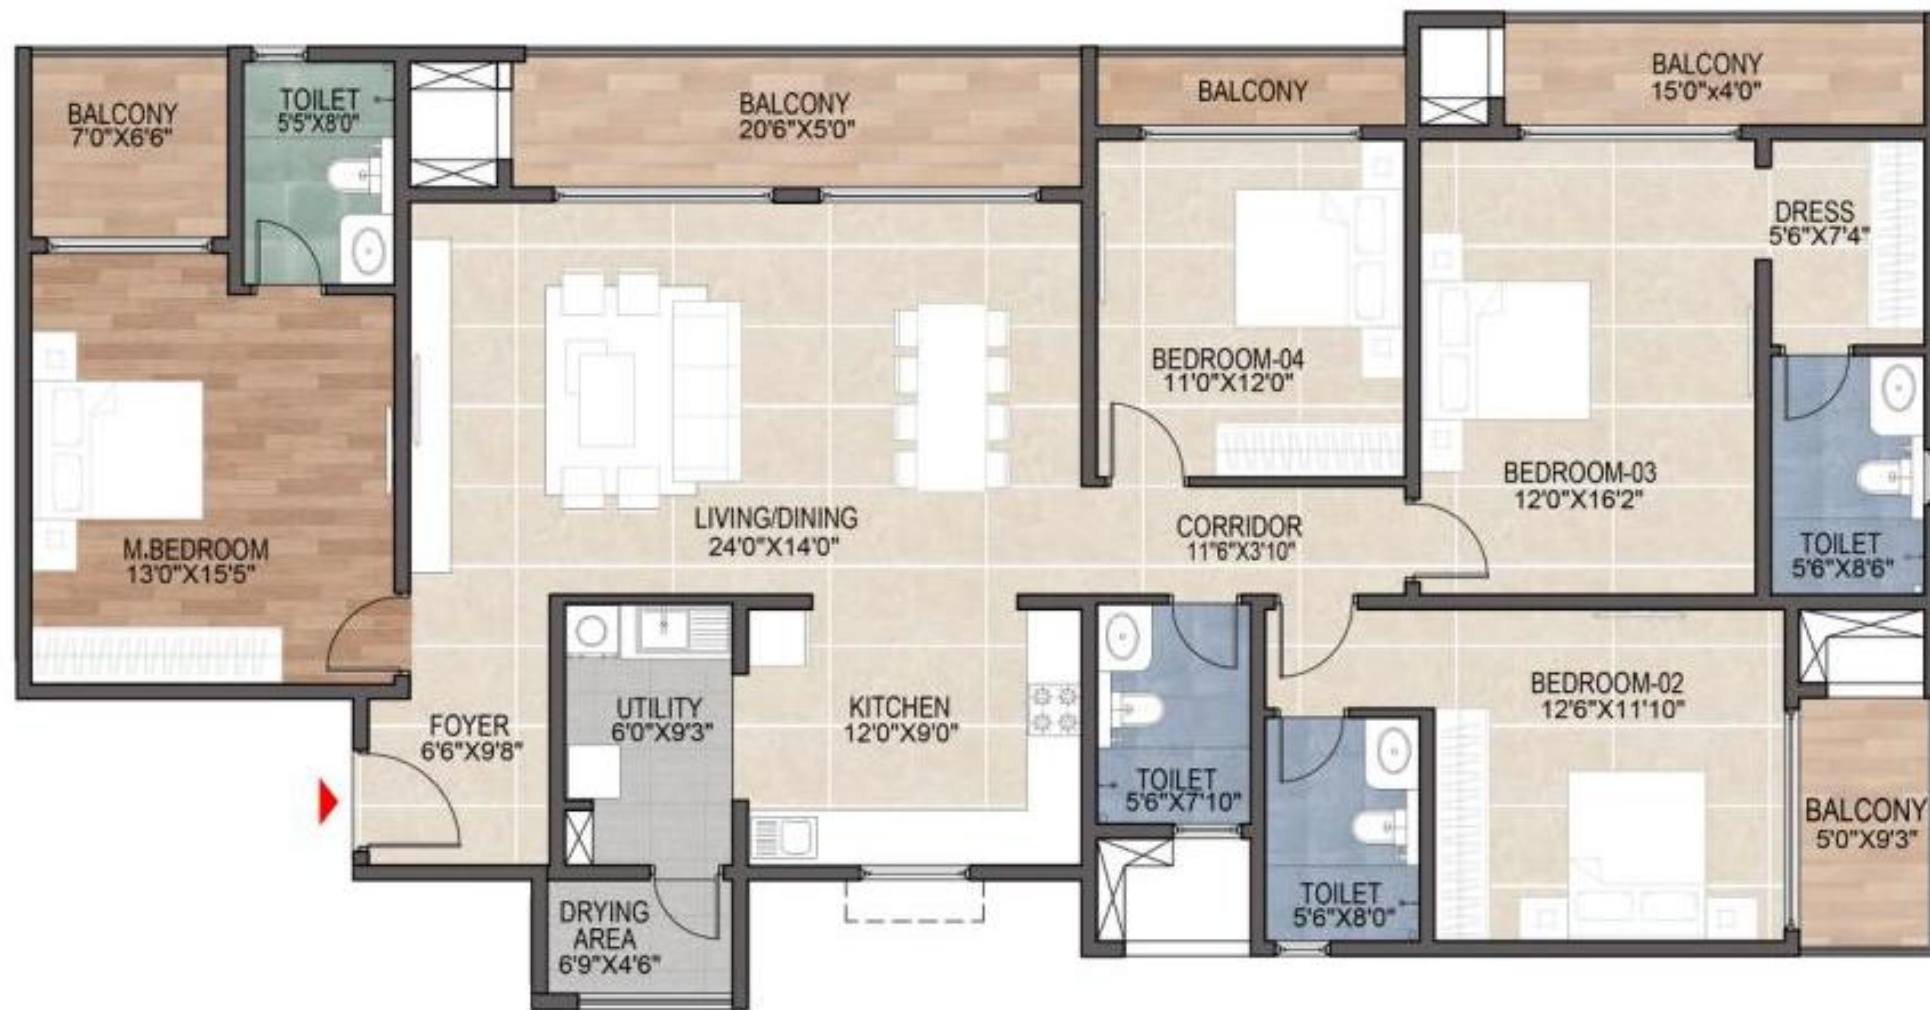 BALCONY
7'0"X6'6"
TOILET
5'5"X8'0"
BALCONY
20'6"X5'0"
BALCONY
BALCONY
15'0"x4'0"
DRESS
5'6"X7'4"
BEDROOM-04
11'0"X12'0"
BEDROOM-03
12'0"X16'2"
M.BEDROOM
13'0"X15'5"
LIVING/DINING
24'0"X14'0"
CORRIDOR
11"6"X3'10"
TOILET
5'6"X8'6"
FOYER
6'6"X9'8"
UTILITY
6'0"X9'3"
KITCHEN
12'0"X9'0"
TOILET
5'6"X7'10"
BEDROOM-02
12'6"X11'10"
BALCONY
5'0"X9'3"
TOILET
5'6"X8'0"
DRYING
AREA
6'9"X4'6"